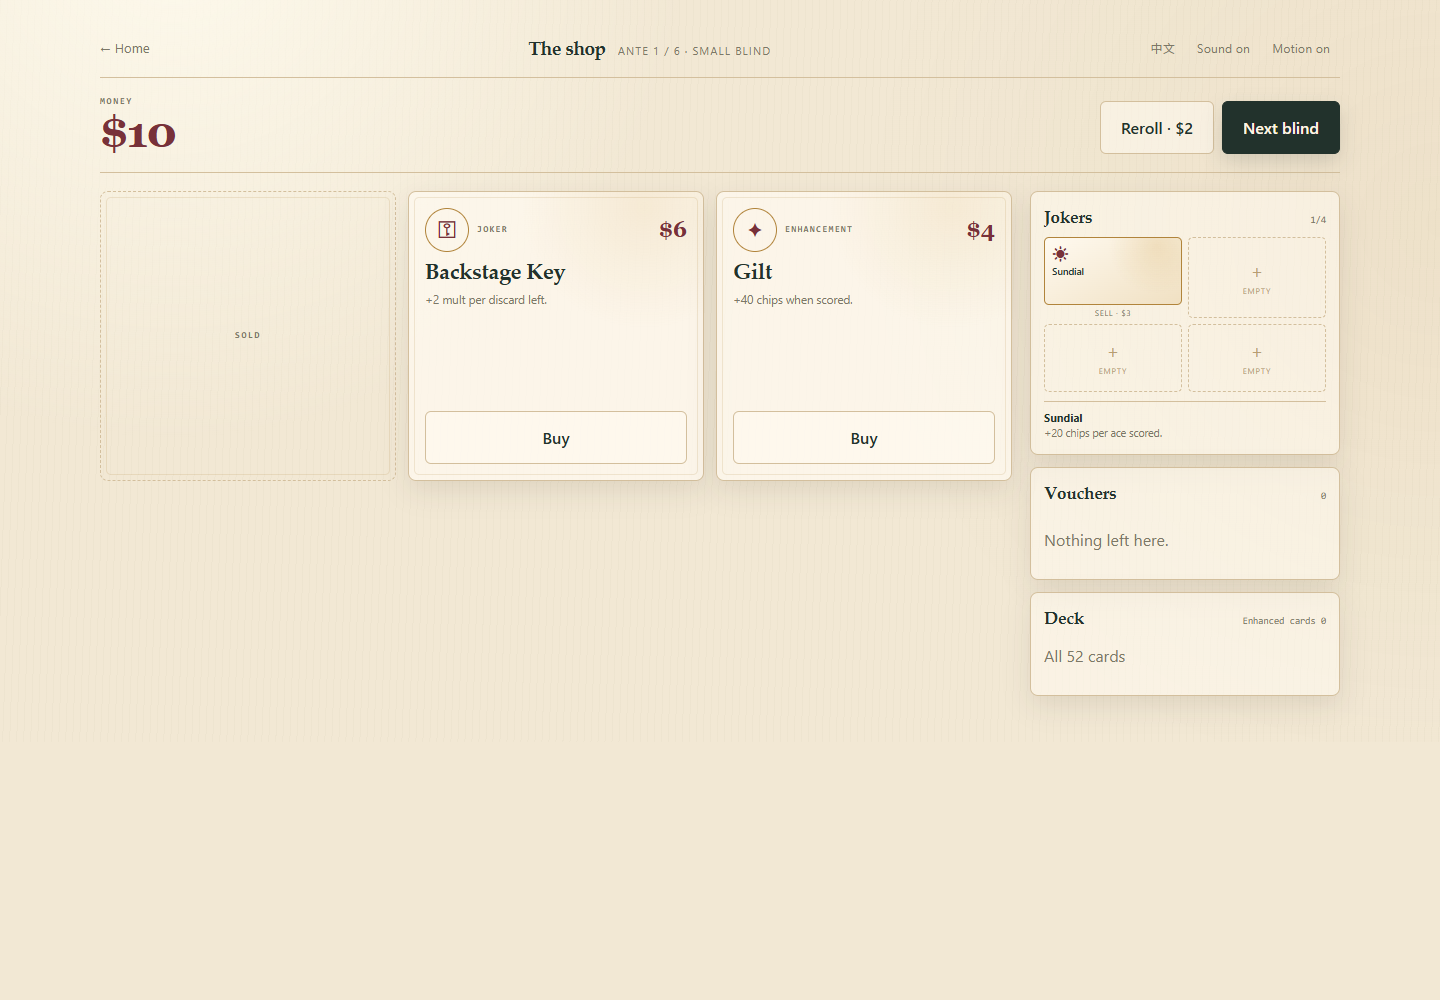 ← Home
The shop ANTE 1 / 6 · SMALL BLIND
中文 Sound on Motion on
MONEY
$10
Reroll · $2
Next blind
SOLD
JOKER
$6
Backstage Key
+2 mult per discard left.
Buy
ENHANCEMENT
$4
Gilt
+40 chips when scored.
Buy
Jokers 1/4
Sundial
SELL · $3
+
EMPTY
+
EMPTY
+
EMPTY
Sundial
+20 chips per ace scored.
Vouchers 0
Nothing left here.
Deck Enhanced cards 0
All 52 cards